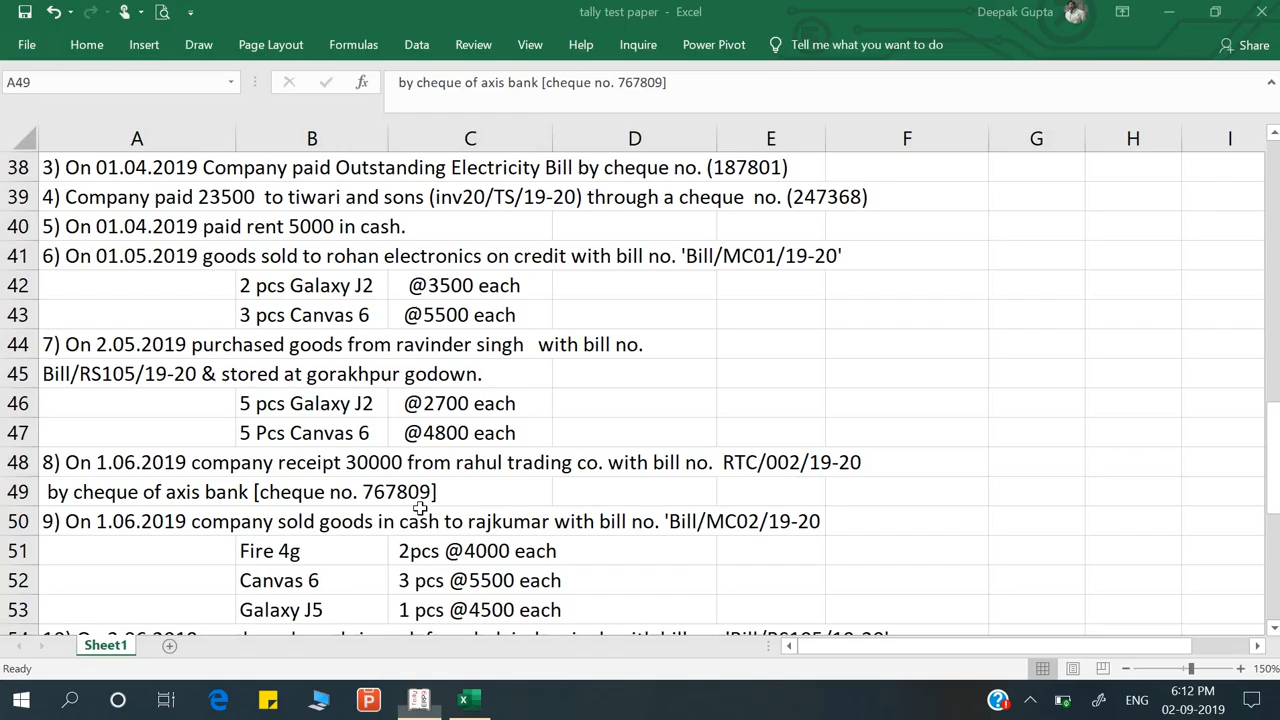 tally test paper - Excel
Deepak Gupta
File Home Insert Draw Page Layout Formulas Data Review View Help Inquire Power Pivot Tell me what you want to do Share
A49 fx by cheque of axis bank [cheque no. 767809]
A B C D E F G H I
38 3) On 01.04.2019 Company paid Outstanding Electricity Bill by cheque no. (187801)
39 4) Company paid 23500 to tiwari and sons (inv20/TS/19-20) through a cheque no. (247368)
40 5) On 01.04.2019 paid rent 5000 in cash.
41 6) On 01.05.2019 goods sold to rohan electronics on credit with bill no. 'Bill/MC01/19-20'
42 2 pcs Galaxy J2 @3500 each
43 3 pcs Canvas 6 @5500 each
44 7) On 2.05.2019 purchased goods from ravinder singh with bill no.
45 Bill/RS105/19-20 & stored at gorakhpur godown.
46 5 pcs Galaxy J2 @2700 each
47 5 Pcs Canvas 6 @4800 each
48 8) On 1.06.2019 company receipt 30000 from rahul trading co. with bill no. RTC/002/19-20
49 by cheque of axis bank [cheque no. 767809]
50 9) On 1.06.2019 company sold goods in cash to rajkumar with bill no. 'Bill/MC02/19-20
51 Fire 4g 2pcs @4000 each
52 Canvas 6 3 pcs @5500 each
53 Galaxy J5 1 pcs @4500 each
Sheet1
Ready
150%
ENG
6:12 PM
02-09-2019